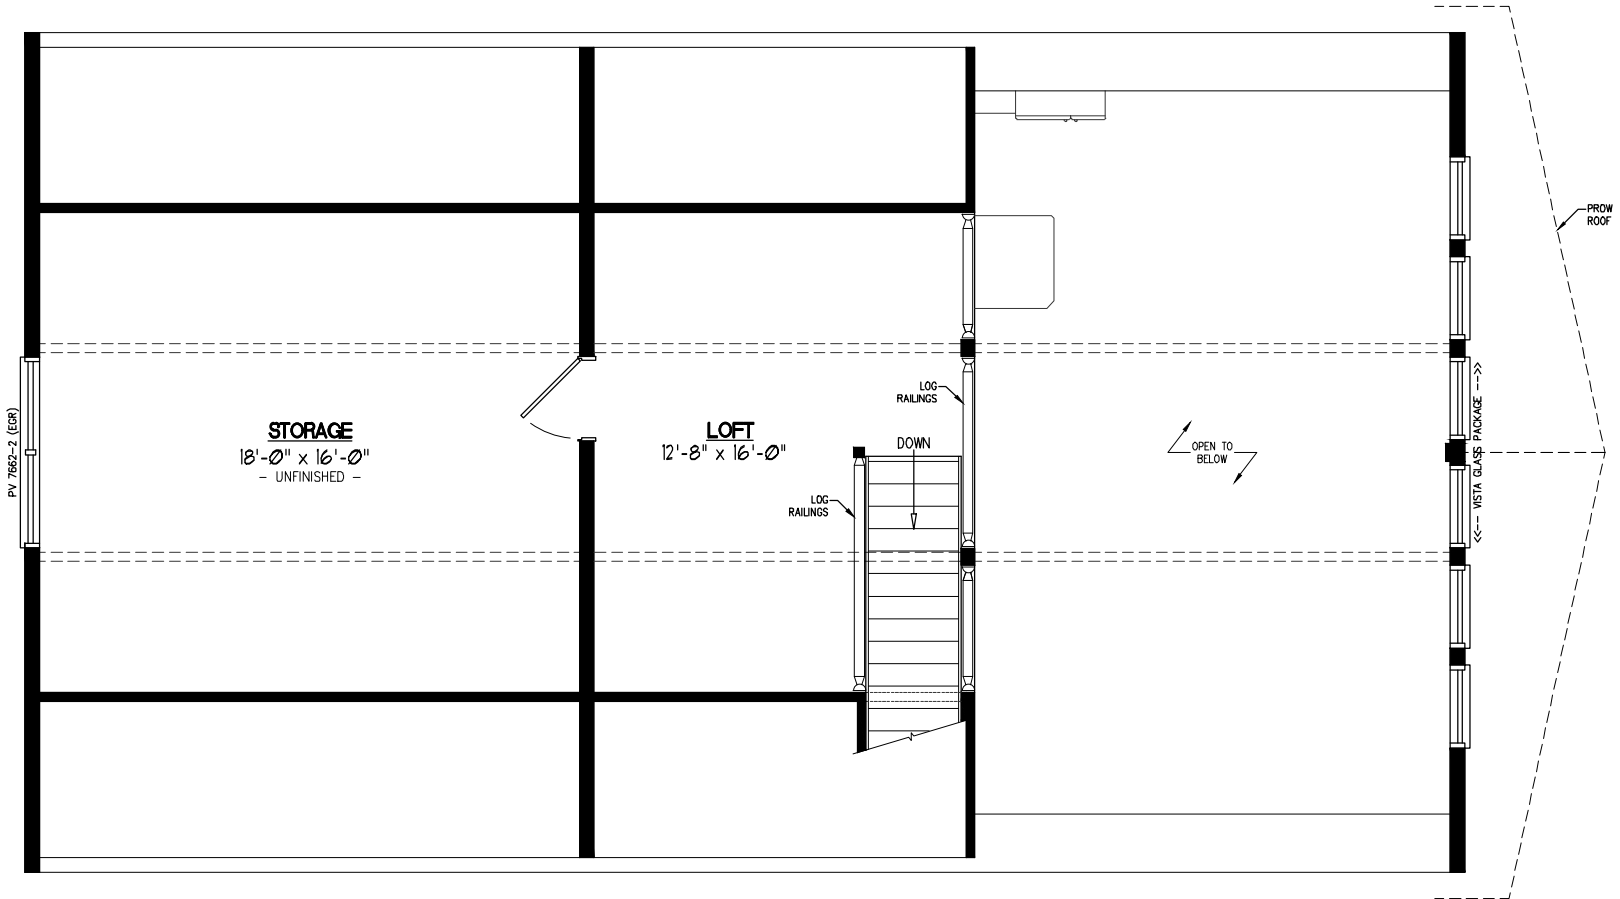 PROW
ROOF
LOG
RAILINGS
STORAGE
18'-0" x 16'-0"
- UNFINISHED -
LOFT
12'-8" x 16'-0"
DOWN
OPEN TO
BELOW
LOG
RAILINGS
PV 7662-2 (EGR)
<<-- VISTA GLASS PACKAGE -->>